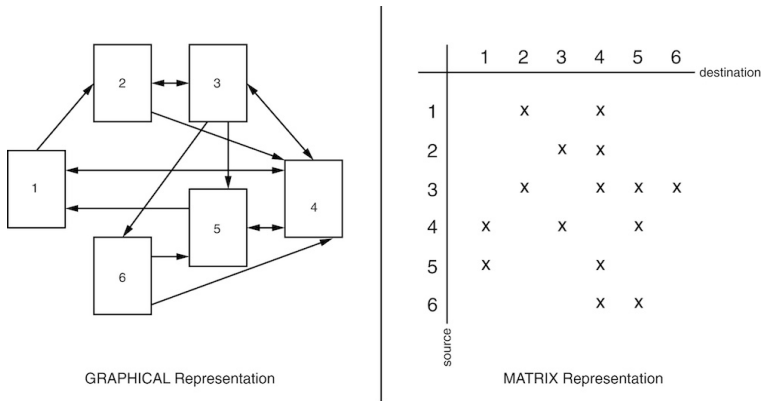 2
3
1
4
5
6
GRAPHICAL Representation
1 2 3 4 5 6
destination
1 x x
2 x x
3 x x x x
4 x x x
5 x x
6 x x
source
MATRIX Representation